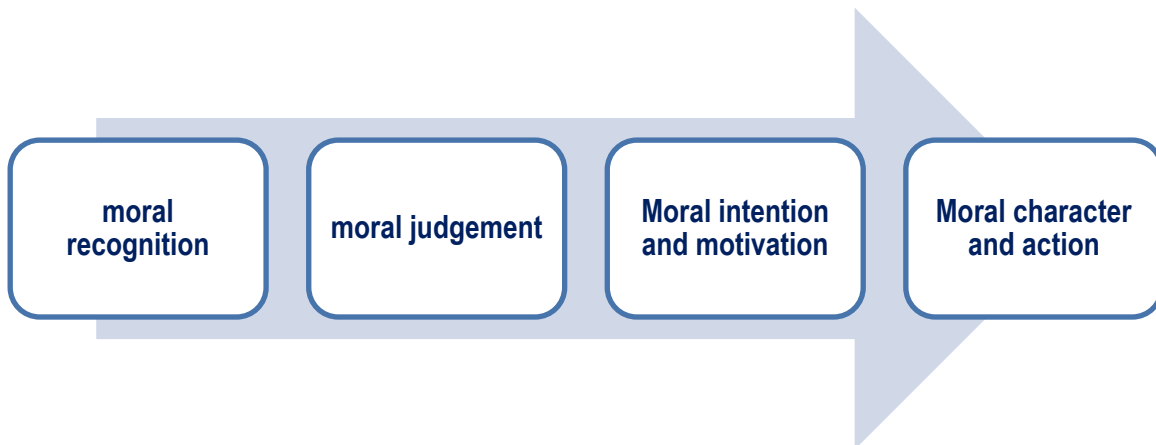 moral
recognition
moral judgement
Moral intention
and motivation
Moral character
and action